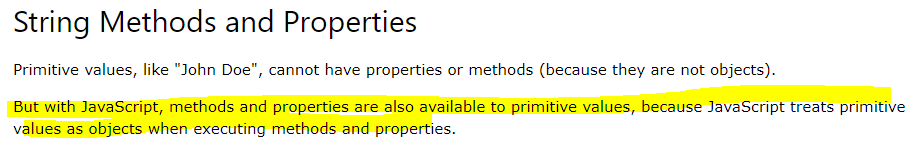 String Methods and Properties
Primitive values, like "John Doe", cannot have properties or methods (because they are not objects).
But with JavaScript, methods and properties are also available to primitive values, because JavaScript treats primitive
values as objects when executing methods and properties.